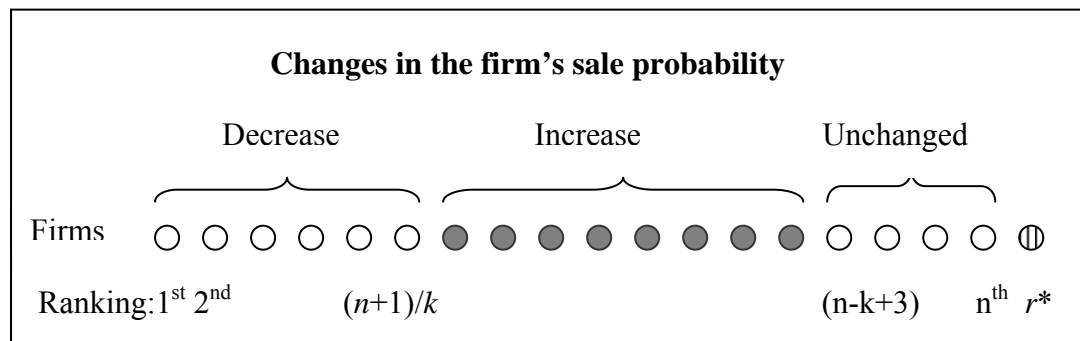 Changes in the firm’s sale probability
Decrease Increase Unchanged
Firms
Ranking:1st 2nd (n+1)/k (n-k+3) nth r*